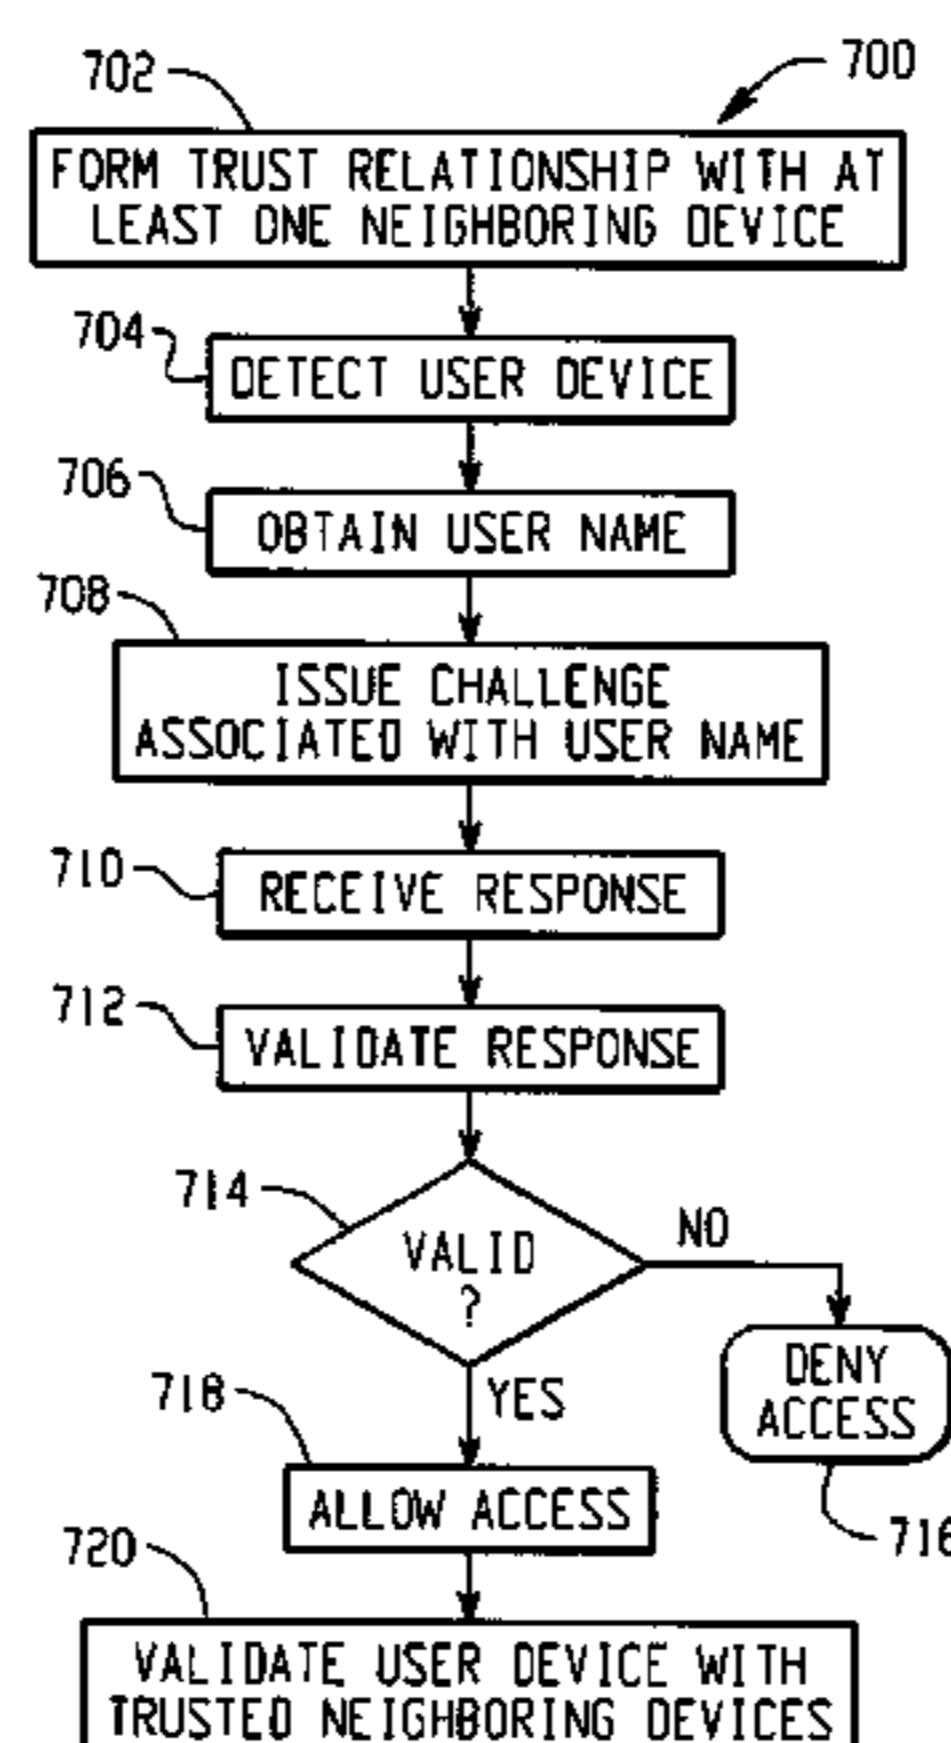 702
700
FORM TRUST RELATIONSHIP WITH AT
LEAST ONE NEIGHBORING DEVICE
704
DETECT USER DEVICE
706
OBTAIN USER NAME
708
ISSUE CHALLENGE
ASSOCIATED WITH USER NAME
710
RECEIVE RESPONSE
712
VALIDATE RESPONSE
714
VALID
?
NO
DENY
ACCESS
716
718
YES
ALLOW ACCESS
720
VALIDATE USER DEVICE WITH
TRUSTED NEIGHBORING DEVICES